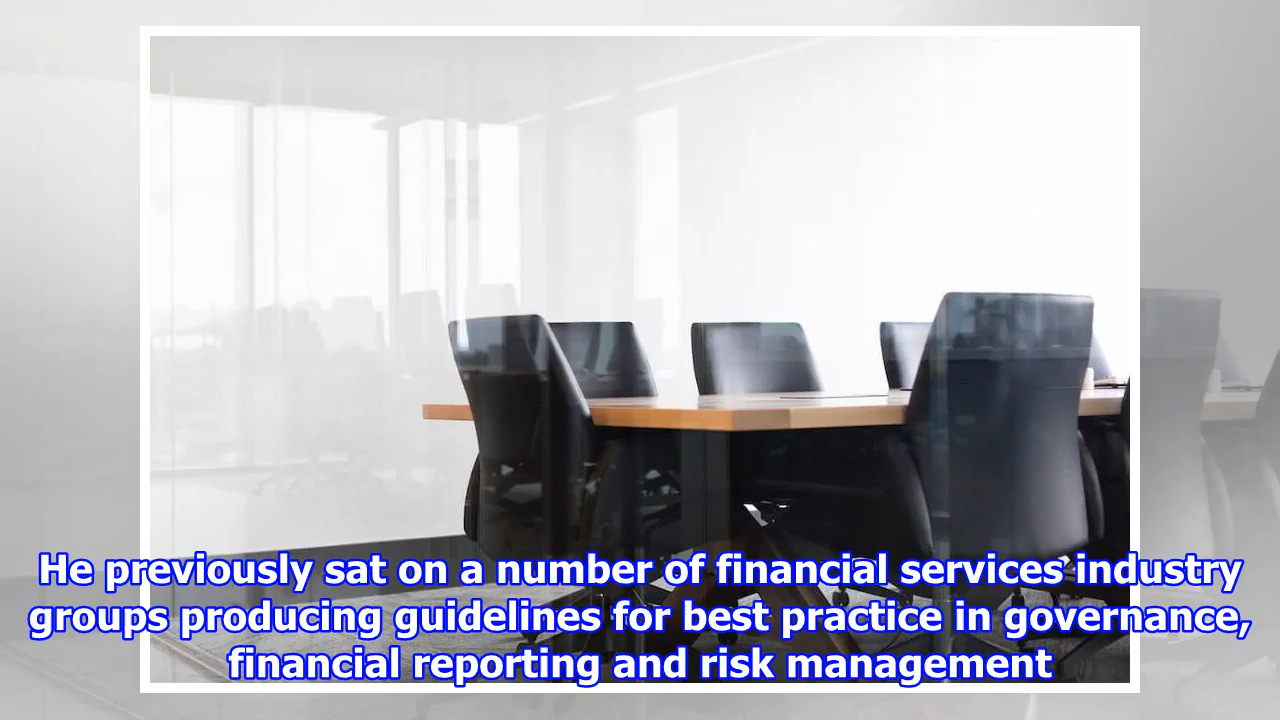 He previously sat on a number of financial services industry
groups producing guidelines for best practice in governance,
financial reporting and risk management